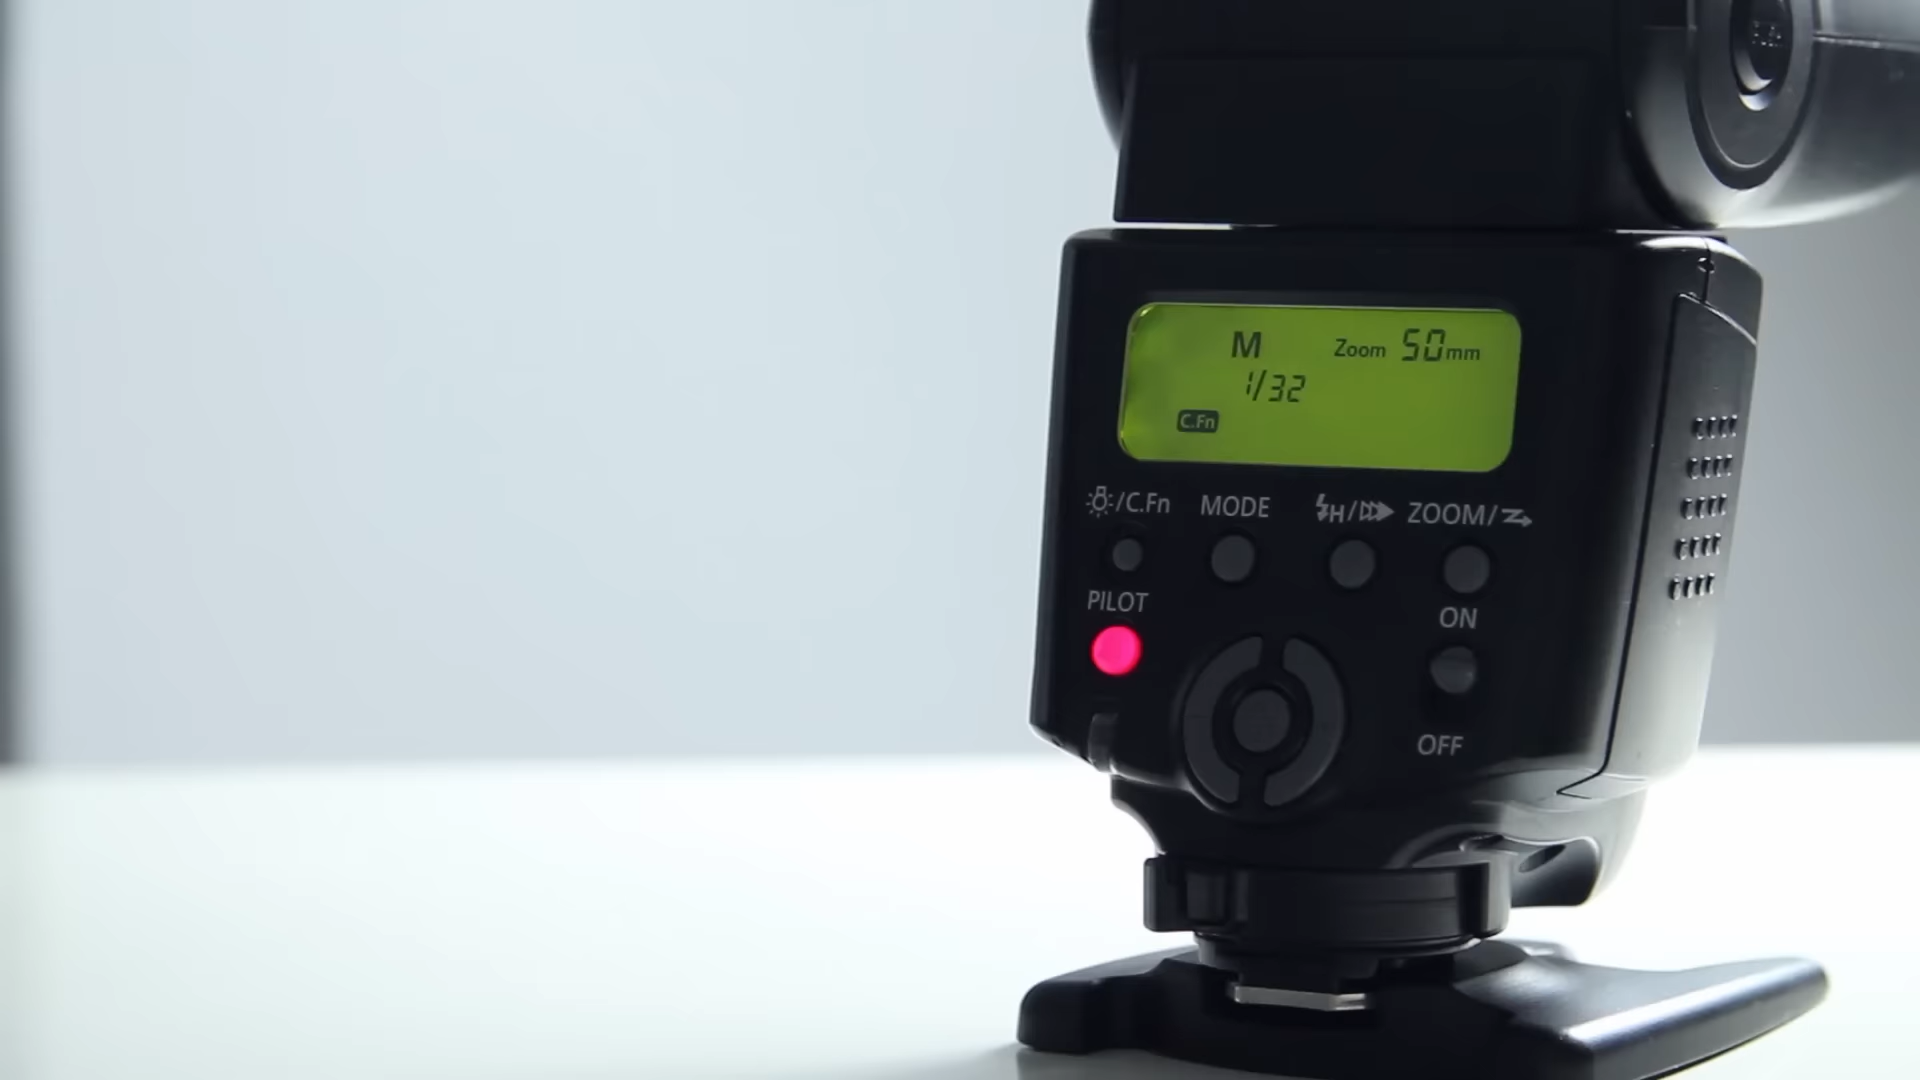 M Zoom 50mm
1/32
C.Fn
/C.Fn MODE H/ ZOOM/
PILOT
ON
OFF